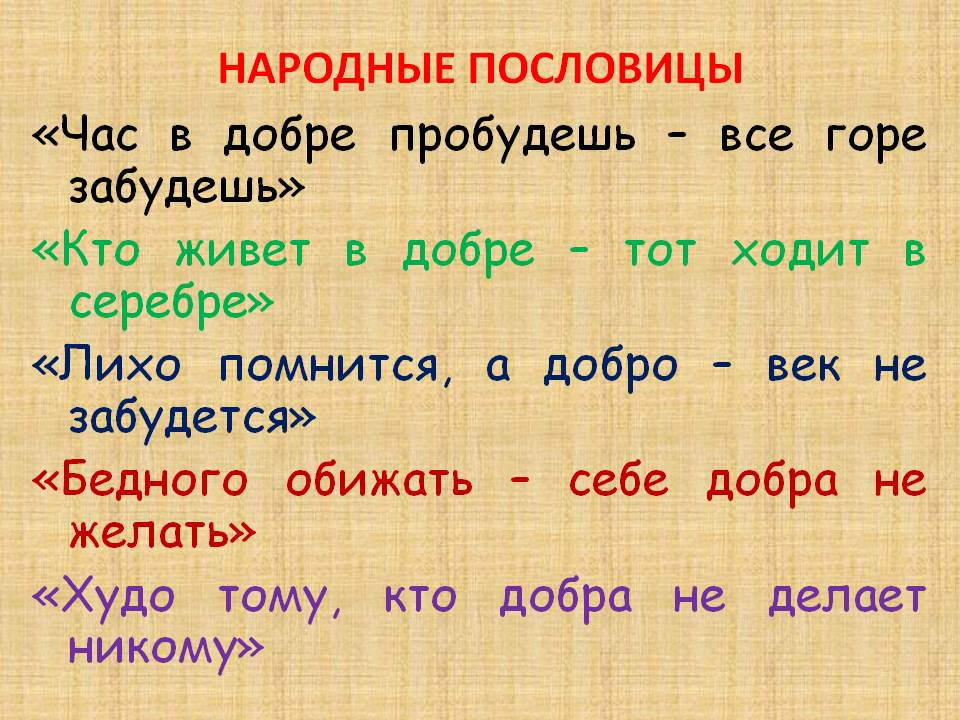 НАРОДНЫЕ ПОСЛОВИЦЫ
«Час в добре пробудешь – все горе
забудешь»
«Кто живет в добре – тот ходит в
серебре»
«Лихо помнится, а добро – век не
забудется»
«Бедного обижать – себе добра не
желать»
«Худо тому, кто добра не делает
никому»